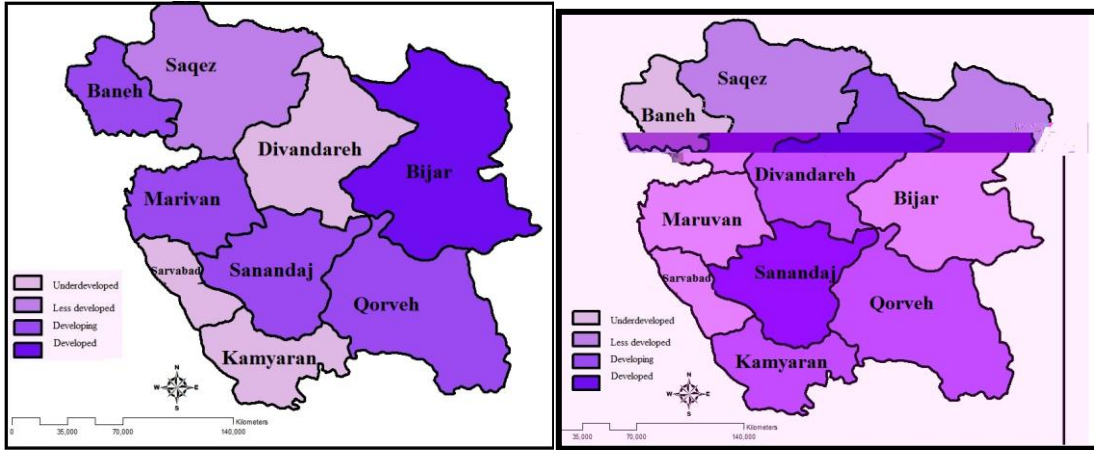 Saqez
Baneh
Divandareh
Bijar
Marivan
Sarvabad
Sanandaj
Qorveh
Kamyaran
Underdeveloped
Less developed
Developing
Developed
N
W
E
S
Kilometers
0
35,000
70,000
140,000
Saqez
Baneh
Divandareh
Bijar
Maruvan
Sarvabad
Sanandaj
Qorveh
Kamyaran
Underdeveloped
Less developed
Developing
Developed
N
W
E
S
Kilometers
35,000
70,000
140,000